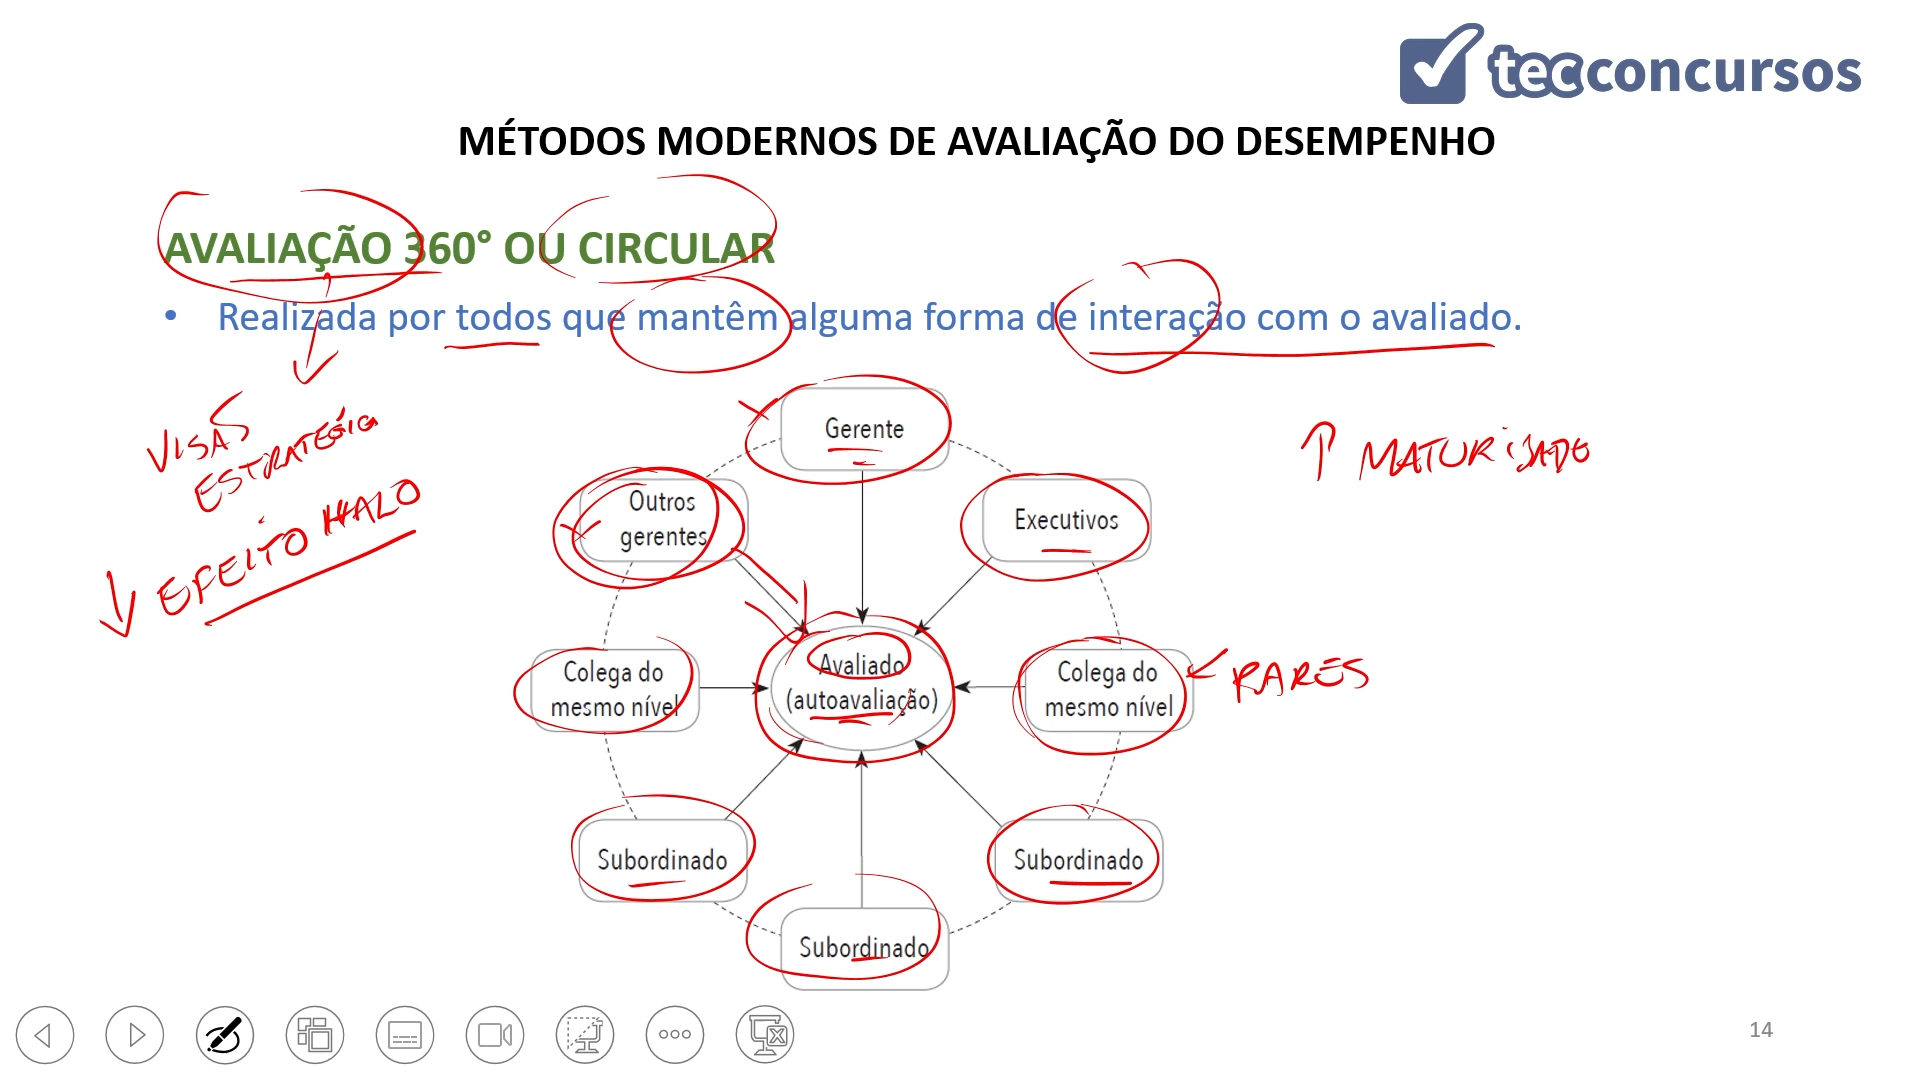 tecconcursos
MÉTODOS MODERNOS DE AVALIAÇÃO DO DESEMPENHO
AVALIAÇÃO 360° OU CIRCULAR
• Realizada por todos que mantêm alguma forma de interação com o avaliado.
Gerente
Outros
gerentes
Executivos
VISÃO
ESTRATÉGIA
↑ MATURIDADE
↓ EFEITO HALO
Colega do
mesmo nível
Avaliado
(autoavaliação)
Colega do
mesmo nível
PARES
Subordinado
Subordinado
Subordinado
14